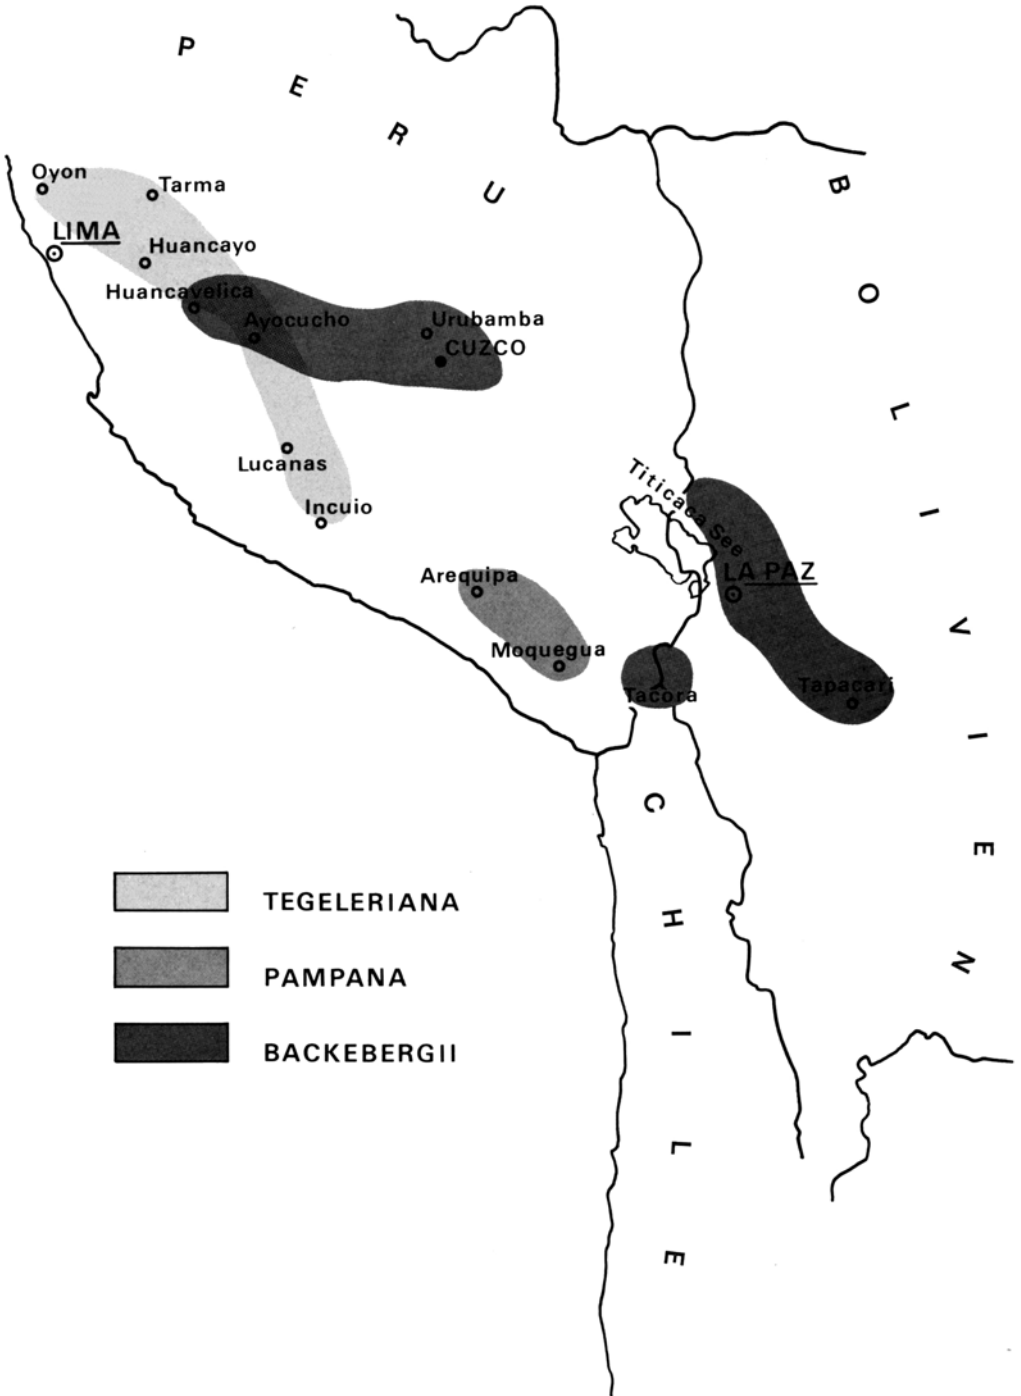 PERU
BOLIVIEN
Oyon
Tarma
LIMA
Huancayo
Huancavelica
Ayocucho
Urubamba
CUZCO
Lucanas
Incuio
Titicaca See
LA PAZ
Arequipa
Moquegua
Tacora
Tapacari
CHILE
TEGELERIANA
PAMPANA
BACKEBERGII